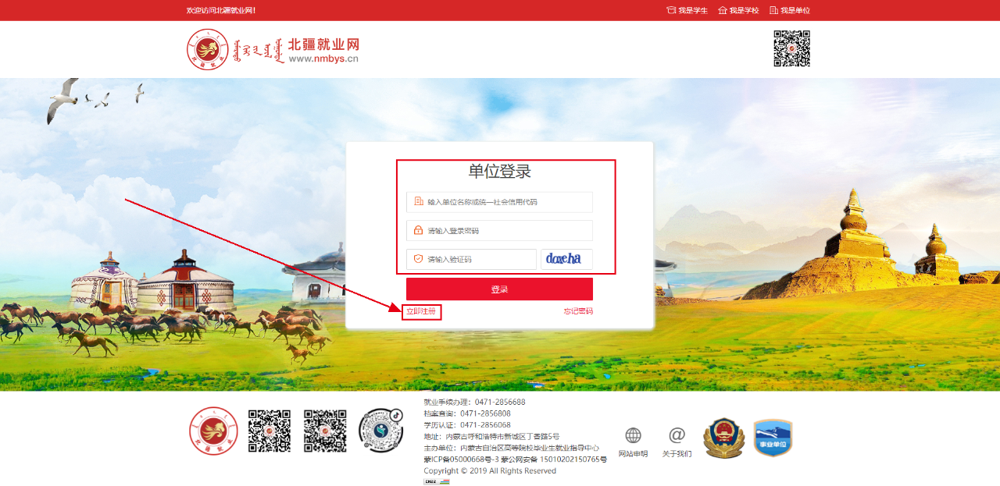 欢迎访问北疆就业网！
我是学生 我是学校 我是单位
北疆就业网
www.nmbys.cn
单位登录
输入单位名称或统一社会信用代码
请输入登录密码
请输入验证码
登录
立即注册 忘记密码
就业手续办理：0471-2856688
档案查询：0471-2856808
学历认证：0471-2856068
地址：内蒙古呼和浩特市新城区丁香路5号
主办单位：内蒙古自治区高等院校毕业生就业指导中心
蒙ICP备05000668号-3 蒙公网安备 15010202150765号
Copyright © 2019 All Rights Reserved
CNZZ
网站申明
关于我们
事业单位